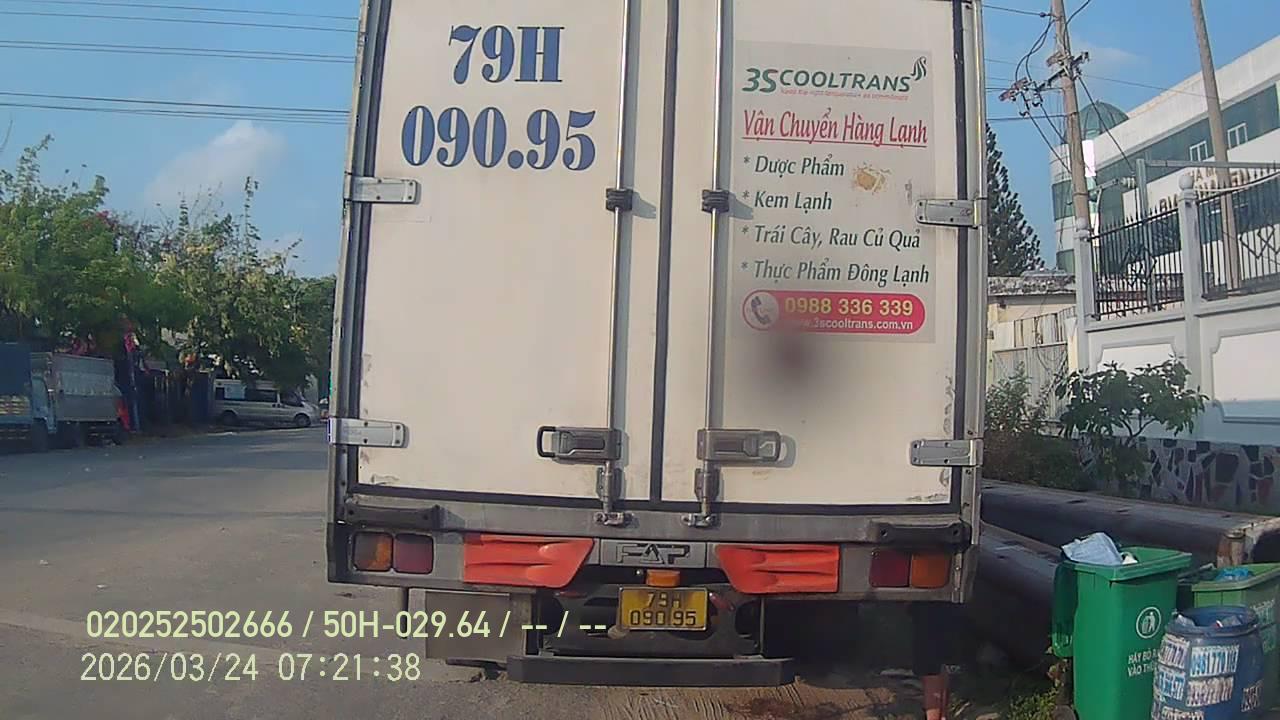 79H
090.95
3SCOOLTRANS
Vận Chuyển Hàng Lạnh
* Dược Phẩm
* Kem Lạnh
* Trái Cây, Rau Củ Quả
* Thực Phẩm Đông Lạnh
0988 336 339
www.3scooltrans.com.vn
FAP
79H
090.95
020252502666 / 50H-029.64 / -- / --
2026/03/24 07:21:38